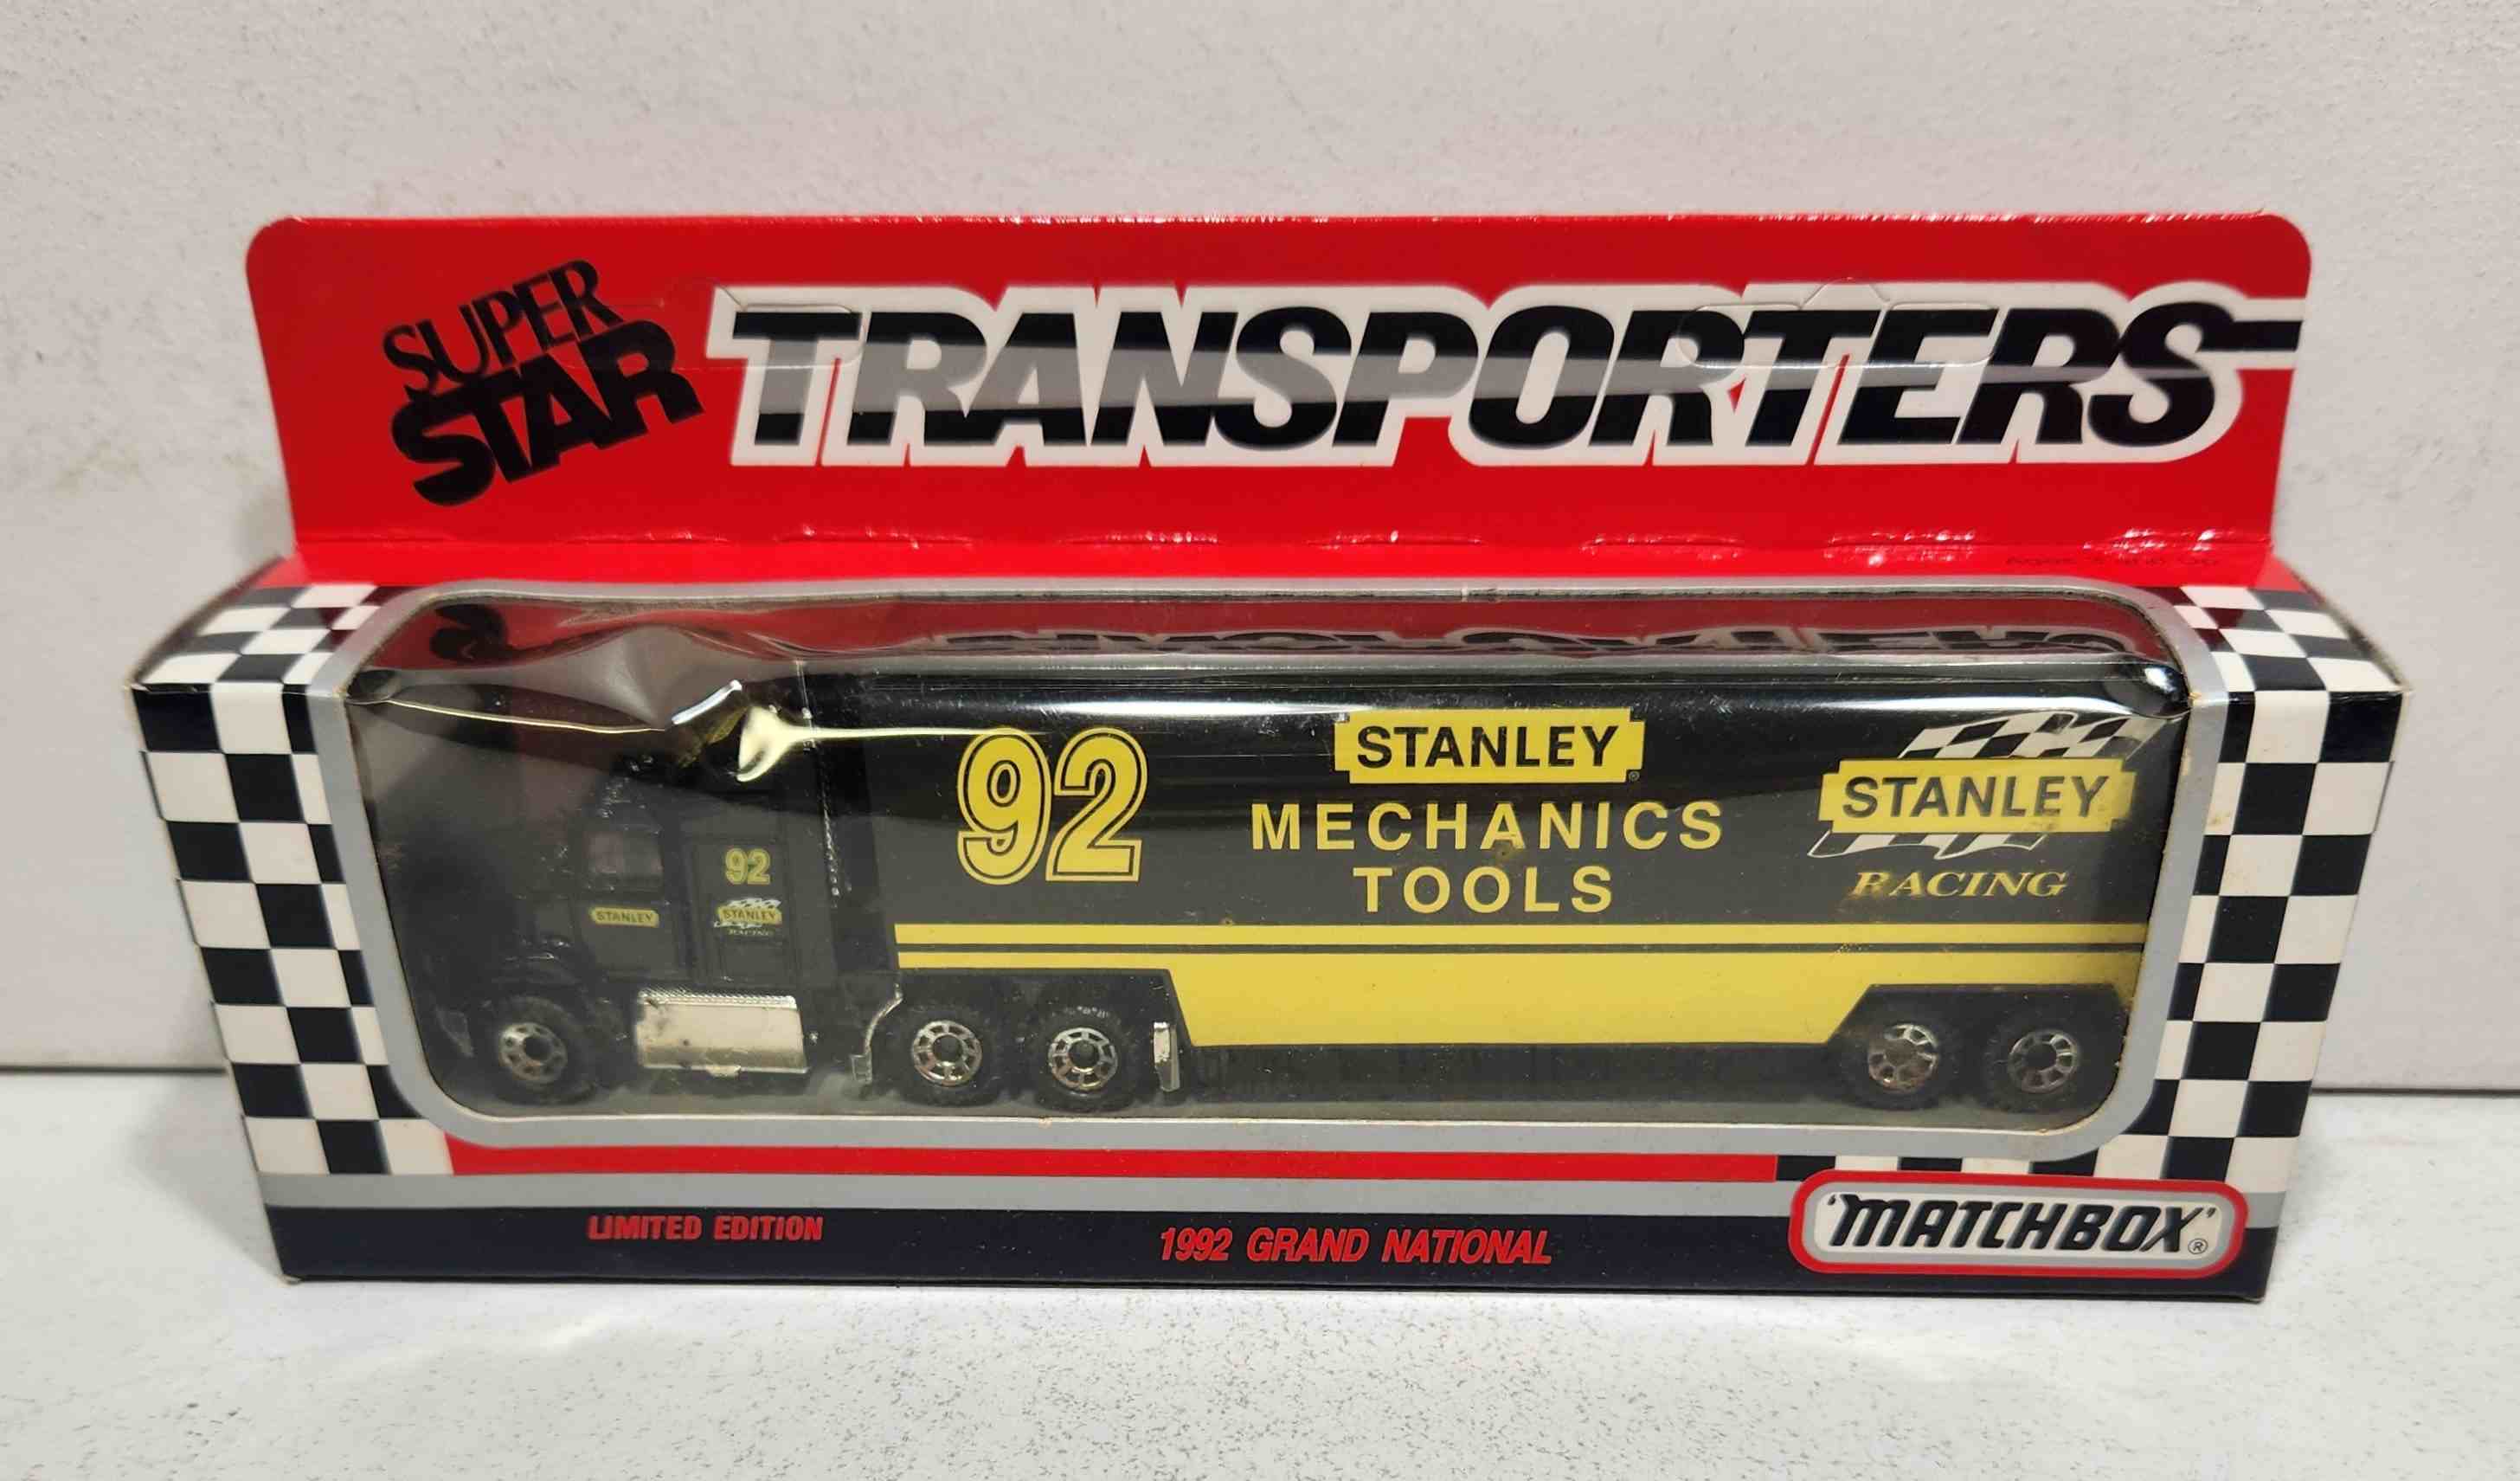 SUPER
STAR
TRANSPORTERS
92
STANLEY®
MECHANICS
TOOLS
STANLEY
RACING
92
STANLEY
STANLEY
RACING
LIMITED EDITION
1992 GRAND NATIONAL
'MATCHBOX'®